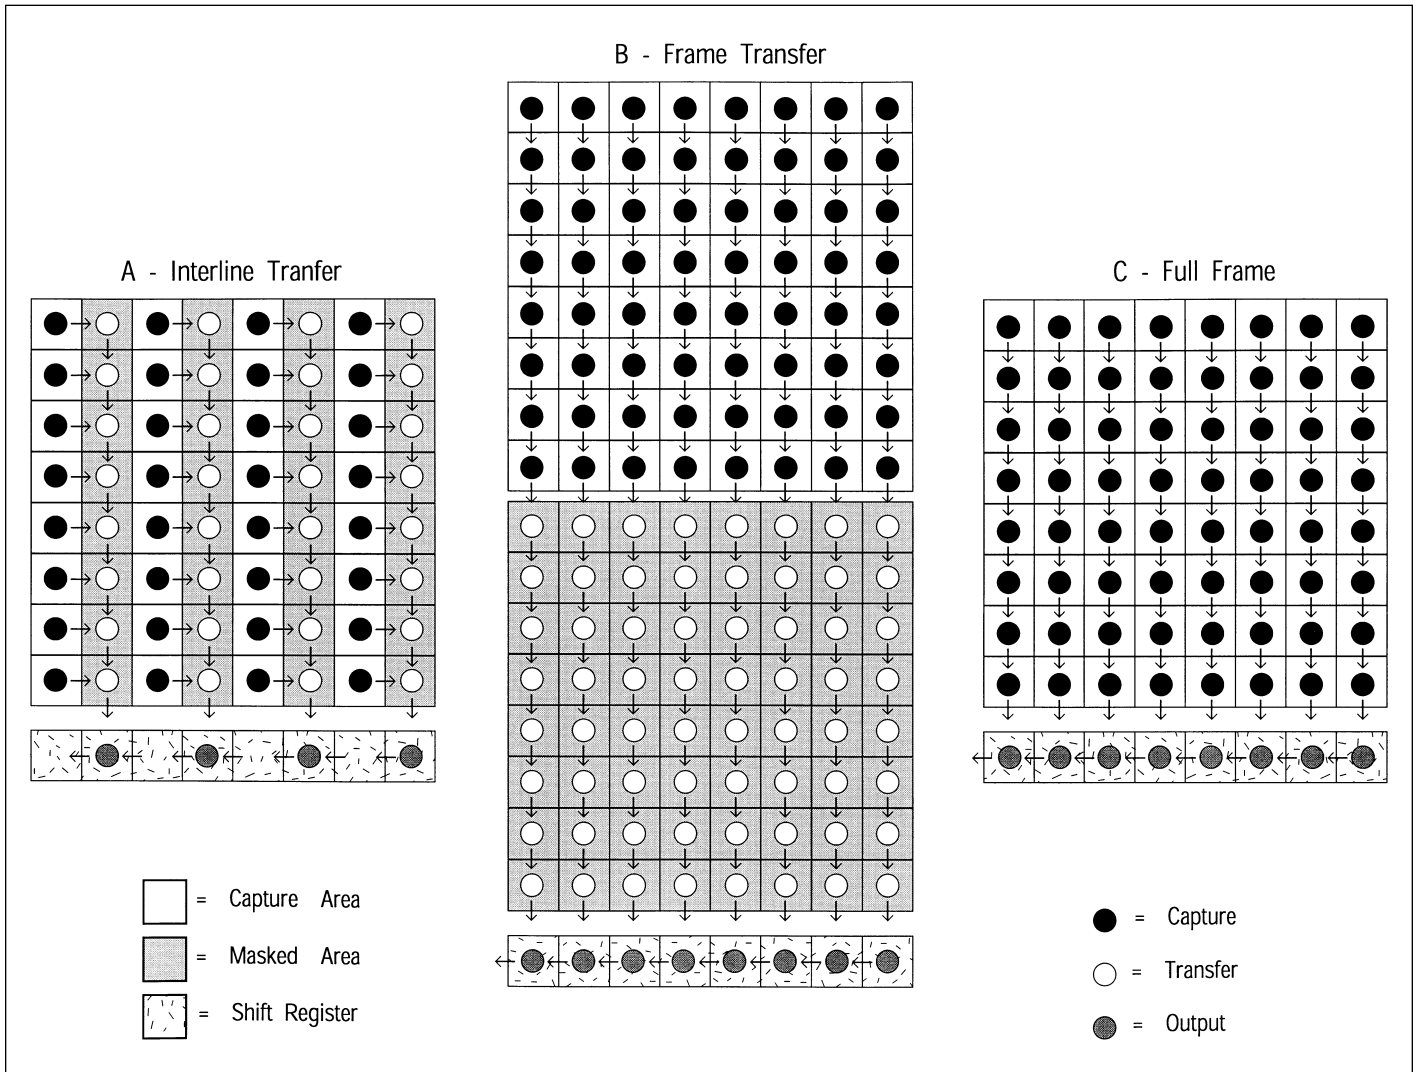 B - Frame Transfer
A - Interline Tranfer
C - Full Frame
= Capture Area
= Masked Area
= Shift Register
= Capture
= Transfer
= Output